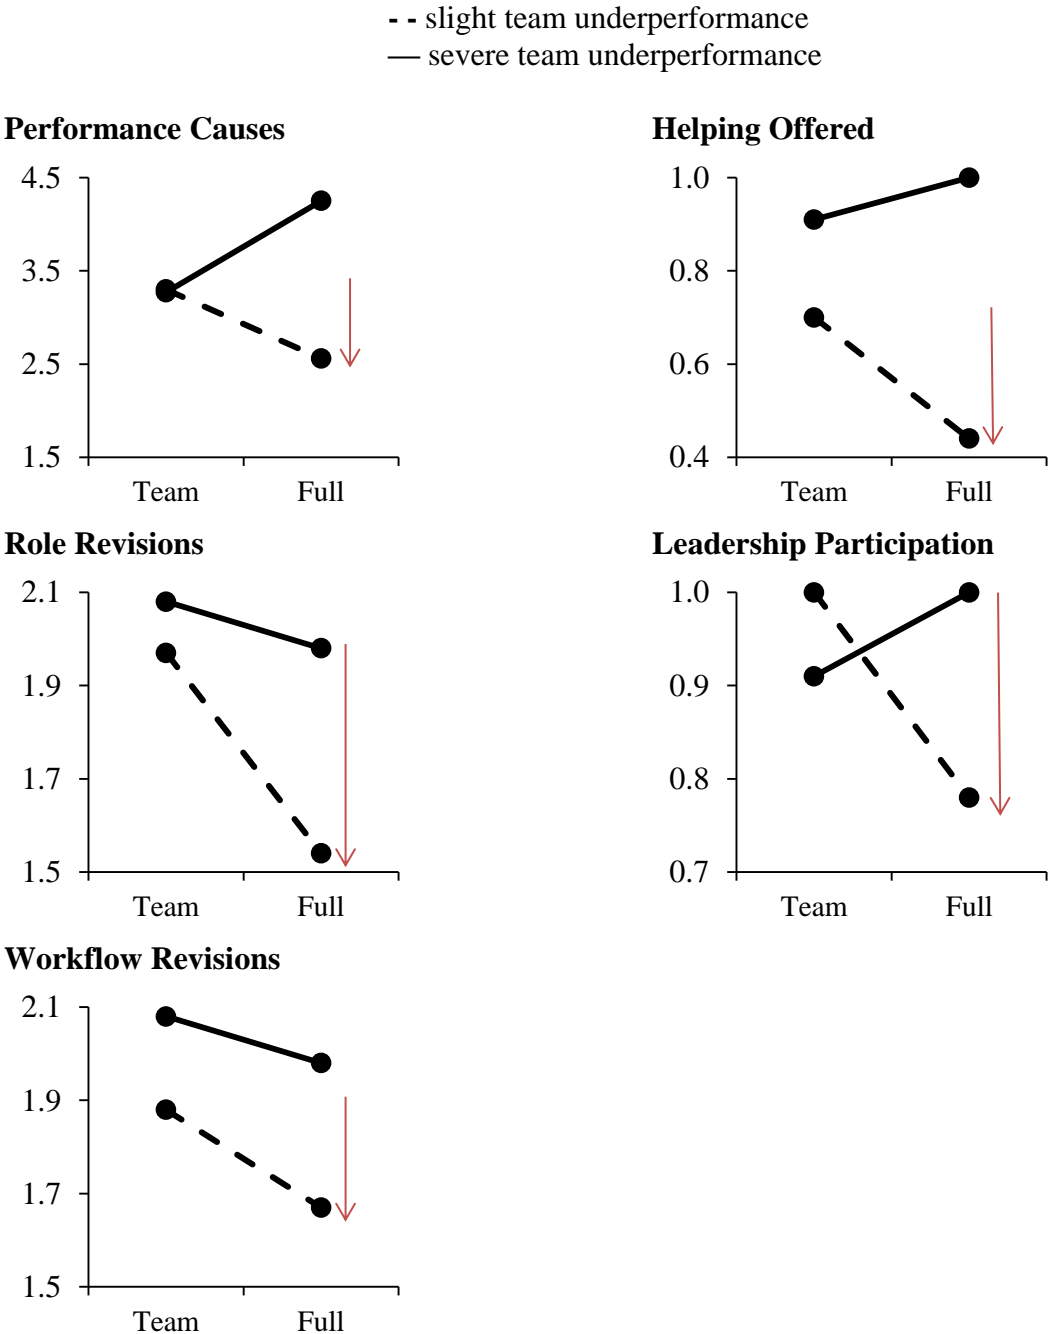 - - slight team underperformance
— severe team underperformance
Performance Causes
4.5
3.5
2.5
1.5
Team Full
Helping Offered
1.0
0.8
0.6
0.4
Team Full
Role Revisions
2.1
1.9
1.7
1.5
Team Full
Leadership Participation
1.0
0.9
0.8
0.7
Team Full
Workflow Revisions
2.1
1.9
1.7
1.5
Team Full